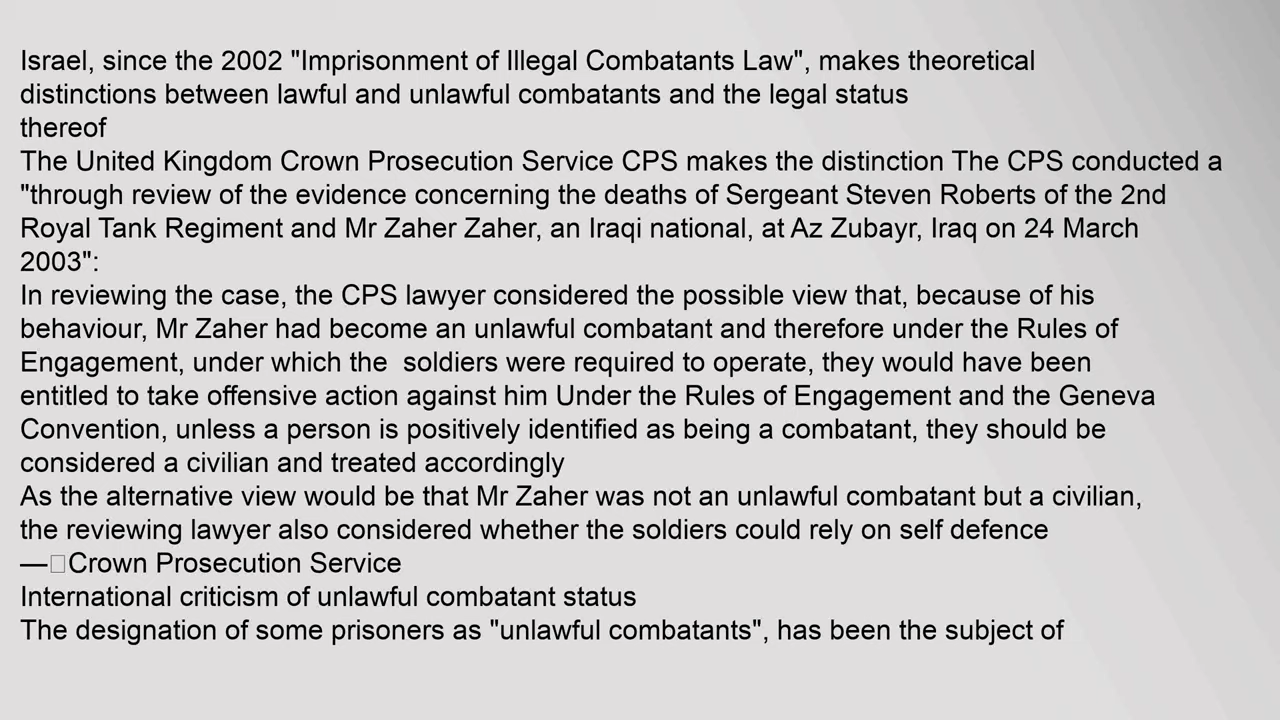 Israel, since the 2002 "Imprisonment of Illegal Combatants Law", makes theoretical
distinctions between lawful and unlawful combatants and the legal status
thereof
The United Kingdom Crown Prosecution Service CPS makes the distinction The CPS conducted a
"through review of the evidence concerning the deaths of Sergeant Steven Roberts of the 2nd
Royal Tank Regiment and Mr Zaher Zaher, an Iraqi national, at Az Zubayr, Iraq on 24 March
2003":
In reviewing the case, the CPS lawyer considered the possible view that, because of his
behaviour, Mr Zaher had become an unlawful combatant and therefore under the Rules of
Engagement, under which the  soldiers were required to operate, they would have been
entitled to take offensive action against him Under the Rules of Engagement and the Geneva
Convention, unless a person is positively identified as being a combatant, they should be
considered a civilian and treated accordingly
As the alternative view would be that Mr Zaher was not an unlawful combatant but a civilian,
the reviewing lawyer also considered whether the soldiers could rely on self defence
—□Crown Prosecution Service
International criticism of unlawful combatant status
The designation of some prisoners as "unlawful combatants", has been the subject of